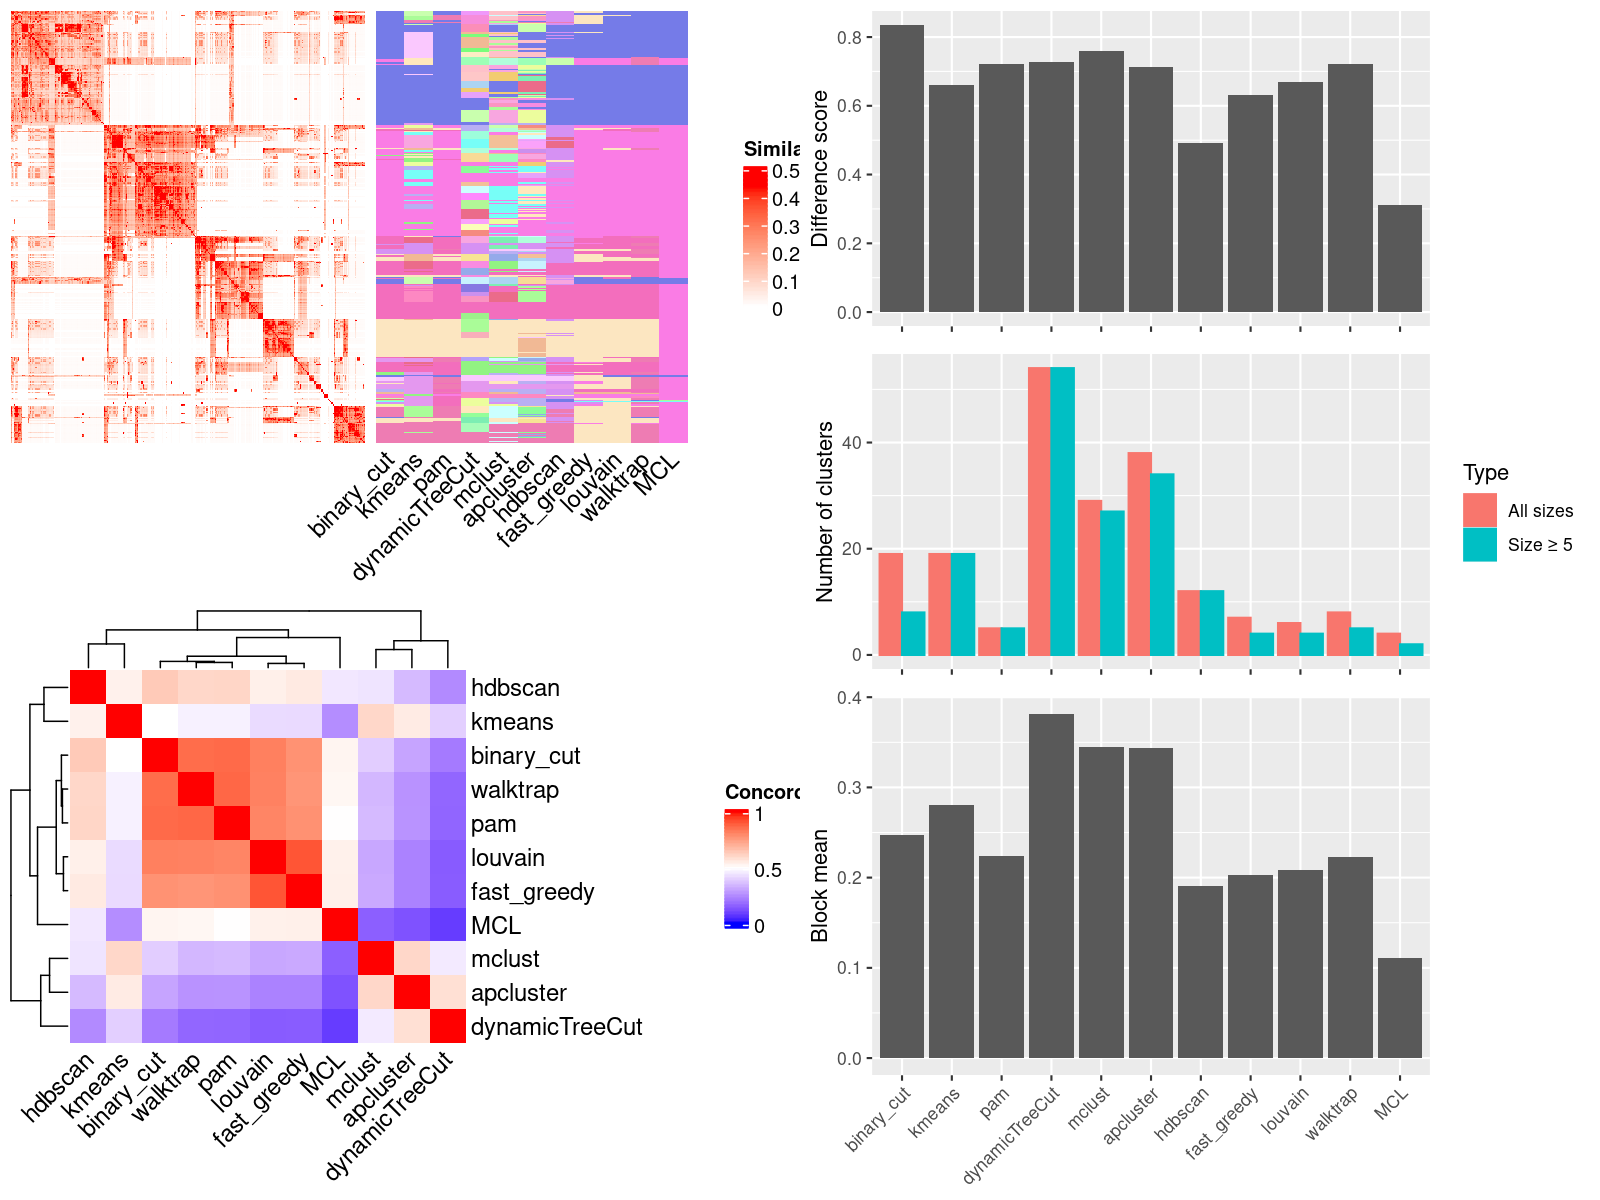 Simila
0.5
0.4
0.3
0.2
0.1
0
binary_cut
kmeans
pam
dynamicTreeCut
mclust
apcluster
hdbscan
fast_greedy
louvain
walktrap
MCL
Difference score
0.8
0.6
0.4
0.2
0.0
Number of clusters
40
20
0
Type
All sizes
Size ≥ 5
hdbscan
kmeans
binary_cut
walktrap
pam
louvain
fast_greedy
MCL
mclust
apcluster
dynamicTreeCut
hdbscan
kmeans
binary_cut
walktrap
pam
louvain
fast_greedy
MCL
mclust
apcluster
dynamicTreeCut
Concord
1
0.5
0
Block mean
0.4
0.3
0.2
0.1
0.0
binary_cut
kmeans
pam
dynamicTreeCut
mclust
apcluster
hdbscan
fast_greedy
louvain
walktrap
MCL